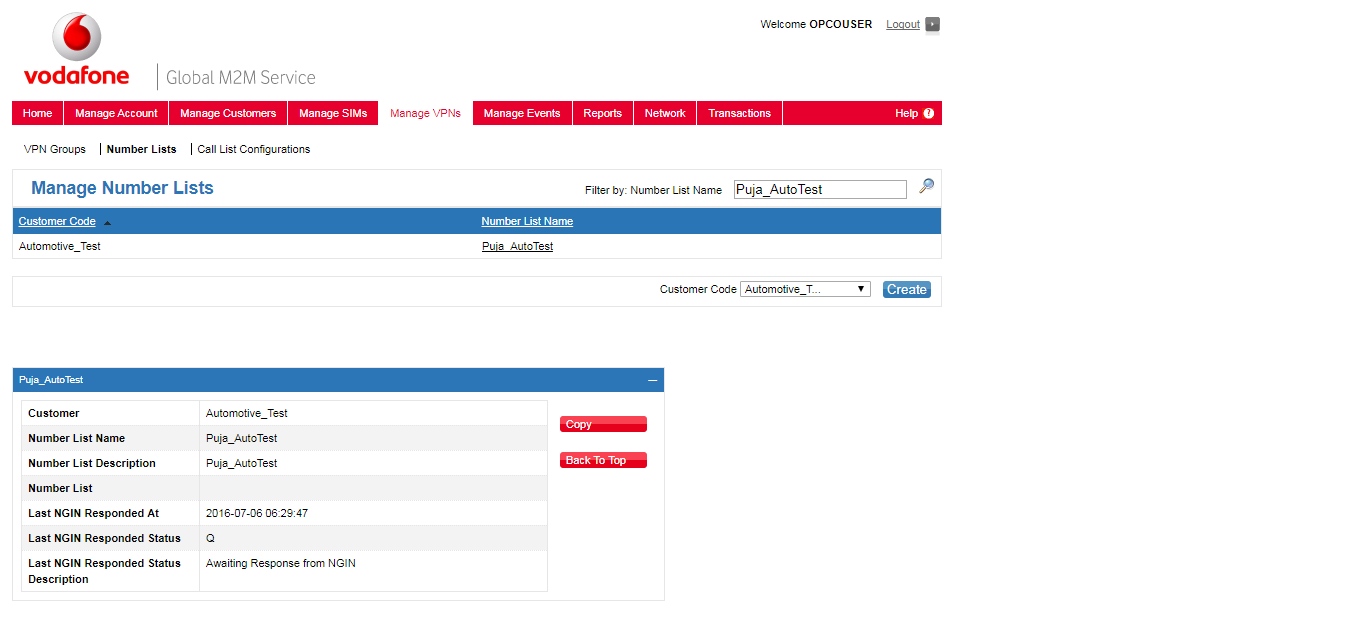 Welcome OPCOUSER Logout
vodafone Global M2M Service
Home Manage Account Manage Customers Manage SIMs Manage VPNs Manage Events Reports Network Transactions Help ?
VPN Groups Number Lists Call List Configurations
Manage Number Lists Filter by: Number List Name Puja_AutoTest
Customer Code Number List Name
Automotive_Test Puja_AutoTest
Customer Code Automotive_T... Create
Puja_AutoTest
Customer Automotive_Test
Copy
Number List Name Puja_AutoTest
Number List Description Puja_AutoTest
Back To Top
Number List
Last NGIN Responded At 2016-07-06 06:29:47
Last NGIN Responded Status Q
Last NGIN Responded Status Awaiting Response from NGIN
Description